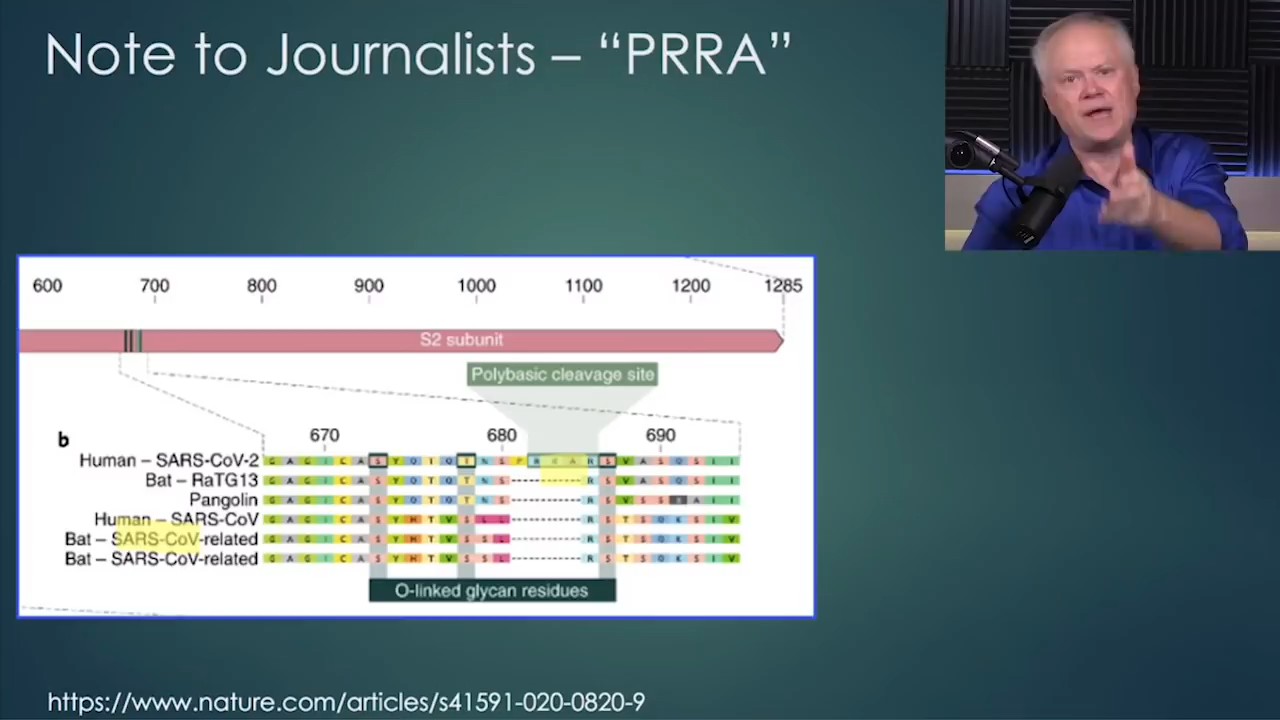 Note to Journalists – “PRRA”
600 700 800 900 1000 1100 1200 1285
S2 subunit
Polybasic cleavage site
b
670 680 690
Human – SARS-CoV-2 G A G I C A S Y Q T Q T N S P R R A R S V A S Q S I I
Bat – RaTG13 G A G I C A S Y Q T Q T N S - - - - R S V A S Q S I I
Pangolin G A G I C A S Y Q T Q T N S - - - - R S V S S X A I I
Human – SARS-CoV G A G I C A S Y H T V S L L - - - - R S T S Q K S I V
Bat – SARS-CoV-related G A G I C A S Y H T V S S L - - - - R S T S Q K S I V
Bat – SARS-CoV-related G A G I C A S Y H T V S S L - - - - R S T S Q K S I V
O-linked glycan residues
https://www.nature.com/articles/s41591-020-0820-9